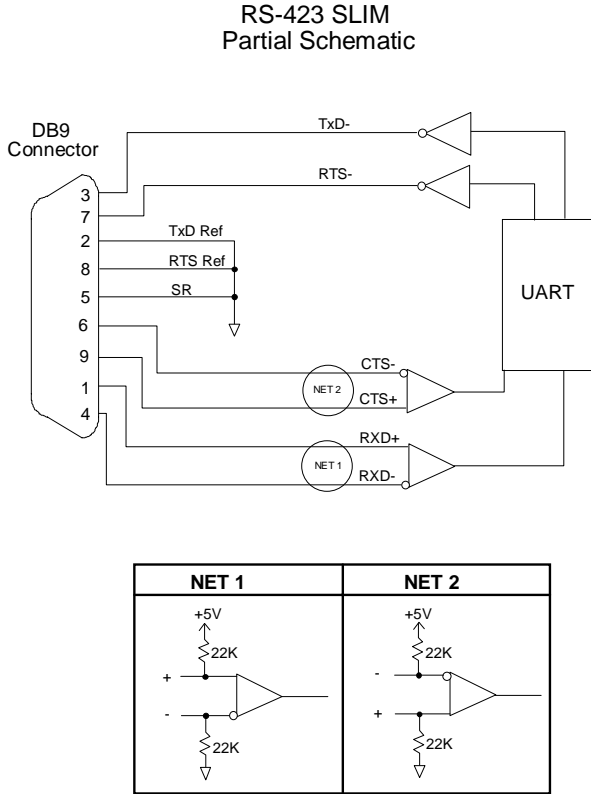 RS-423 SLIM
Partial Schematic
DB9
Connector
TxD-
RTS-
3
7
2
8
5
6
9
1
4
TxD Ref
RTS Ref
SR
UART
CTS-
NET 2
CTS+
RXD+
NET 1
RXD-
NET 1
NET 2
+5V
22K
+
-
22K
+5V
22K
-
+
22K